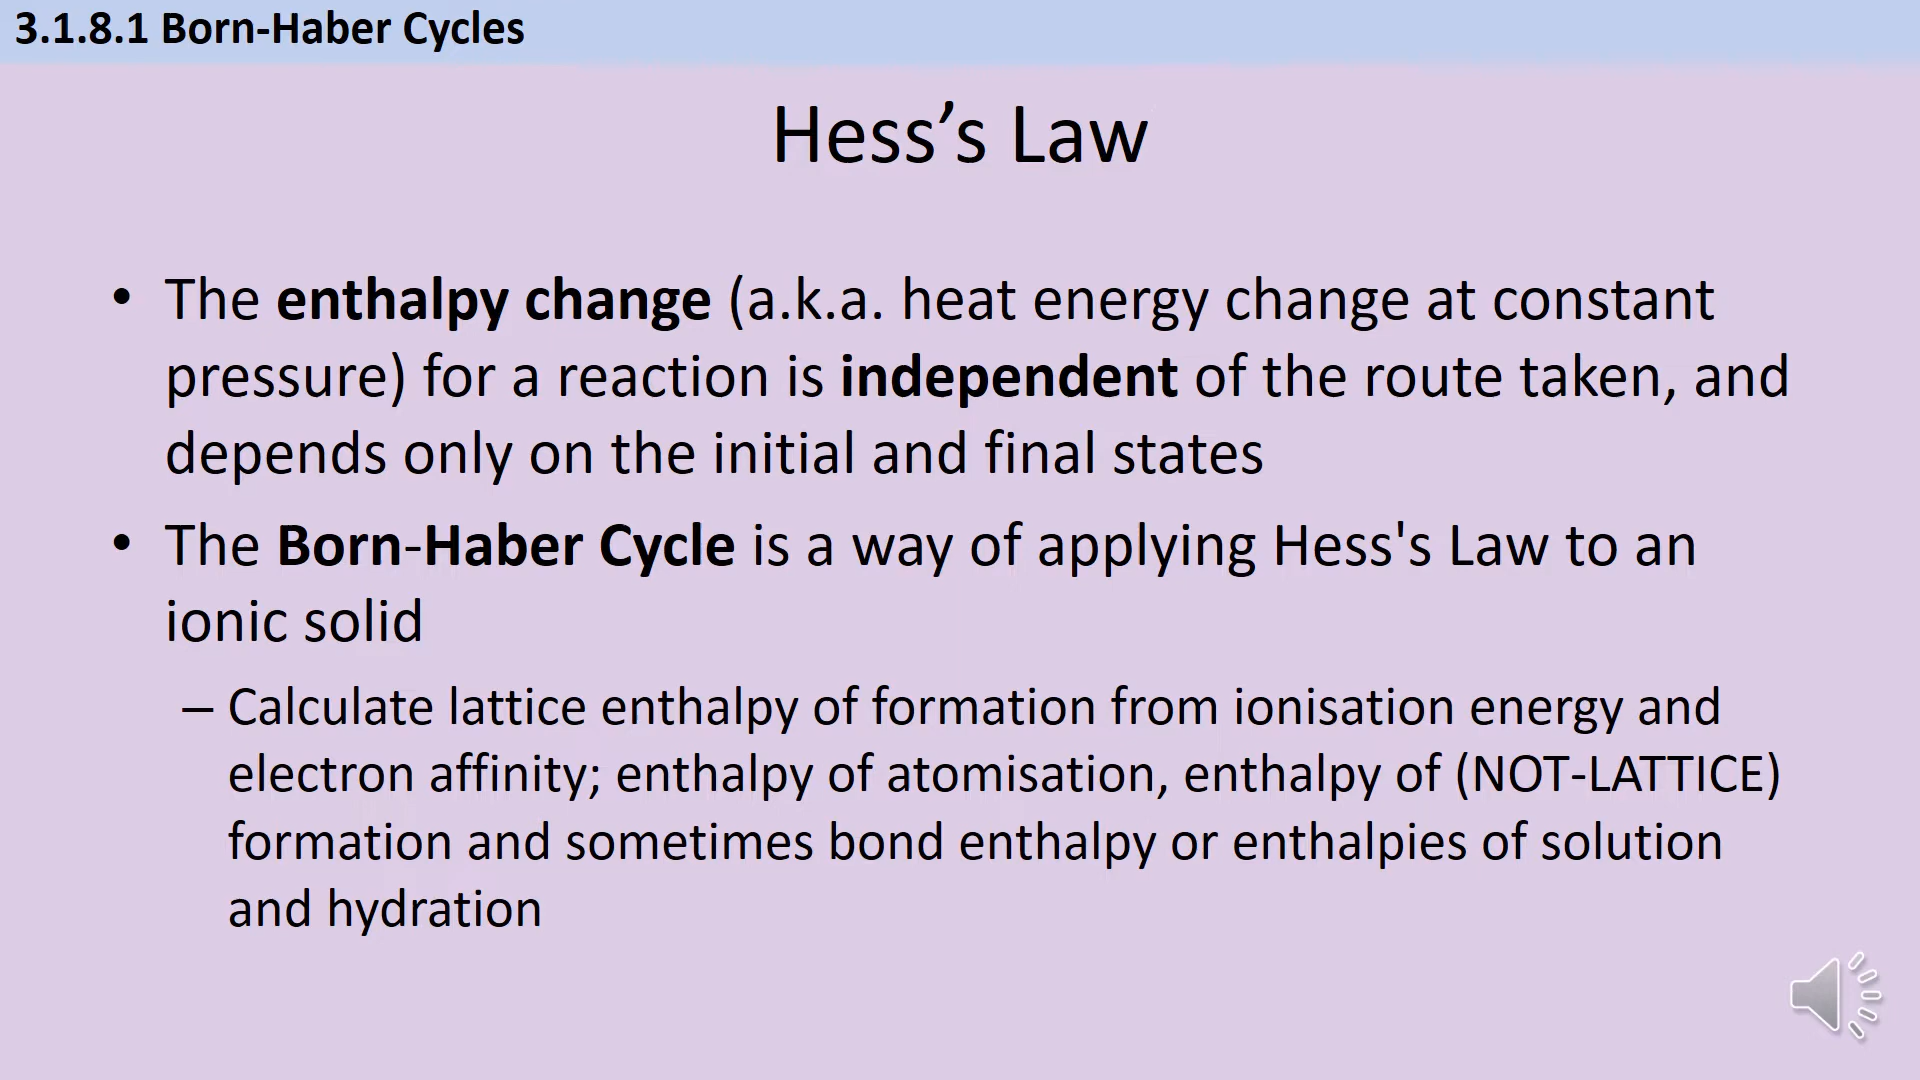 3.1.8.1 Born-Haber Cycles
Hess’s Law
• The enthalpy change (a.k.a. heat energy change at constant
pressure) for a reaction is independent of the route taken, and
depends only on the initial and final states
• The Born-Haber Cycle is a way of applying Hess's Law to an
ionic solid
– Calculate lattice enthalpy of formation from ionisation energy and
electron affinity; enthalpy of atomisation, enthalpy of (NOT-LATTICE)
formation and sometimes bond enthalpy or enthalpies of solution
and hydration